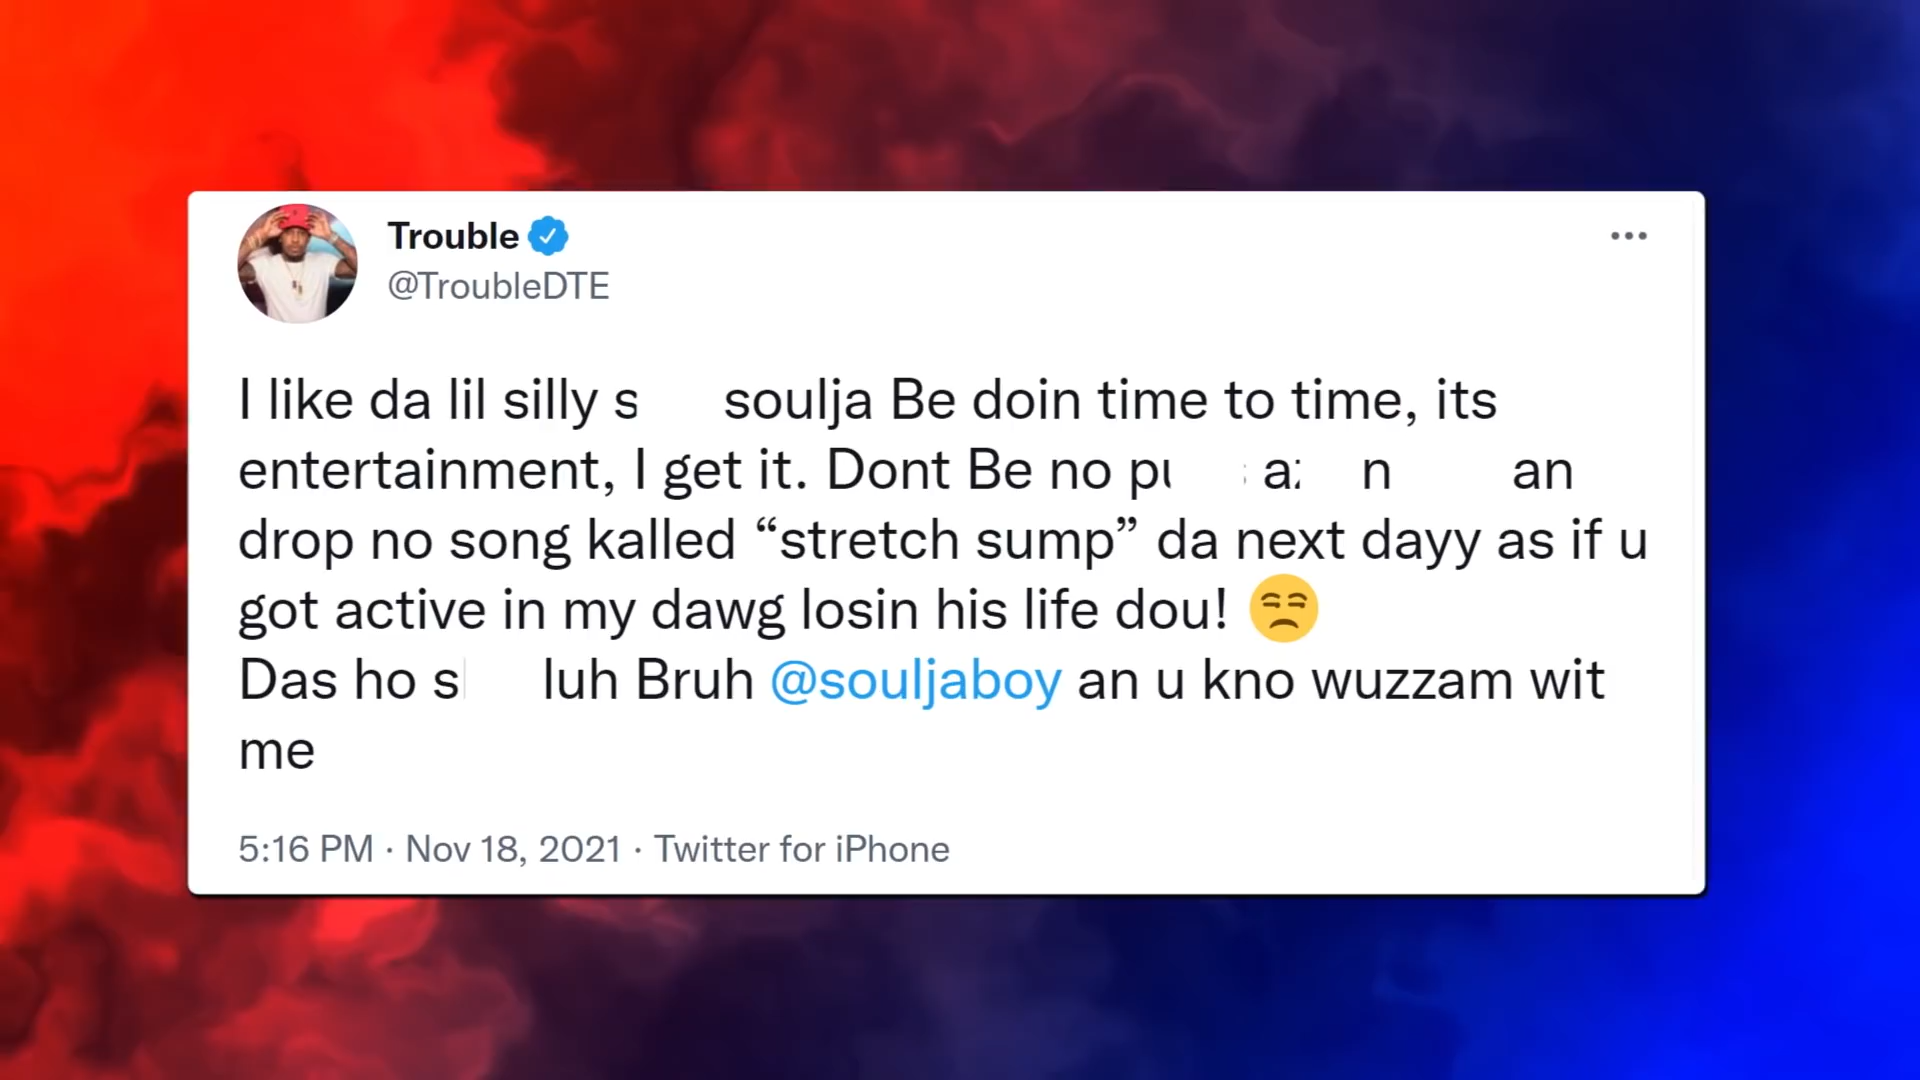 Trouble
@TroubleDTE
I like da lil silly s soulja Be doin time to time, its
entertainment, I get it. Dont Be no an
drop no song kalled “stretch sump” da next dayy as if u
got active in my dawg losin his life dou! 😒
Das ho luh Bruh @souljaboy an u kno wuzzam wit
me
5:16 PM · Nov 18, 2021 · Twitter for iPhone